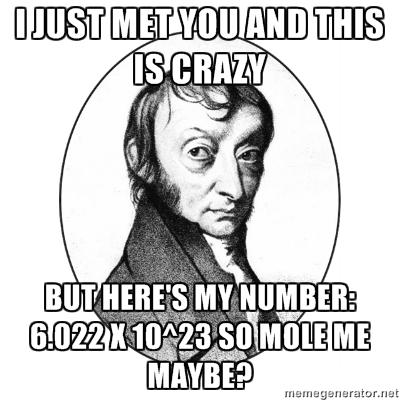 I JUST MET YOU AND THIS
IS CRAZY
BUT HERE'S MY NUMBER:
6.022 X 10^23 SO MOLE ME
MAYBE?
memegenerator.net